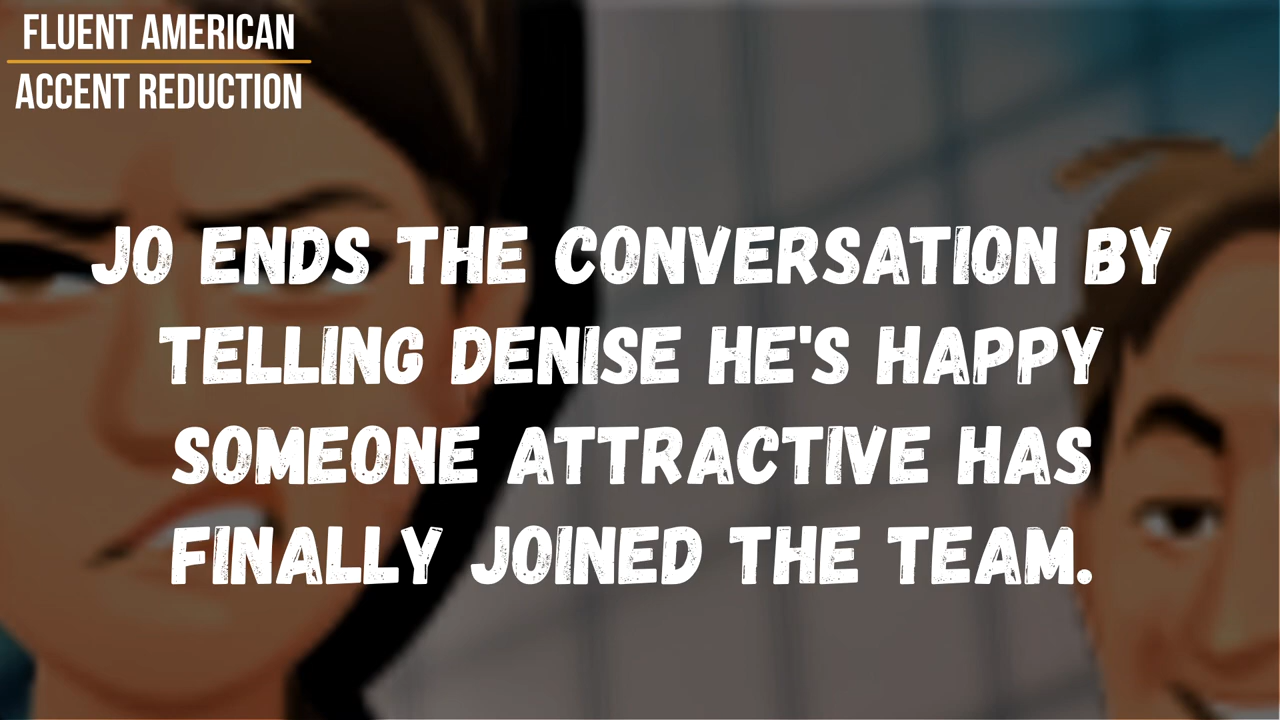 FLUENT AMERICAN
ACCENT REDUCTION
JO ENDS THE CONVERSATION BY
TELLING DENISE HE'S HAPPY
SOMEONE ATTRACTIVE HAS
FINALLY JOINED THE TEAM.